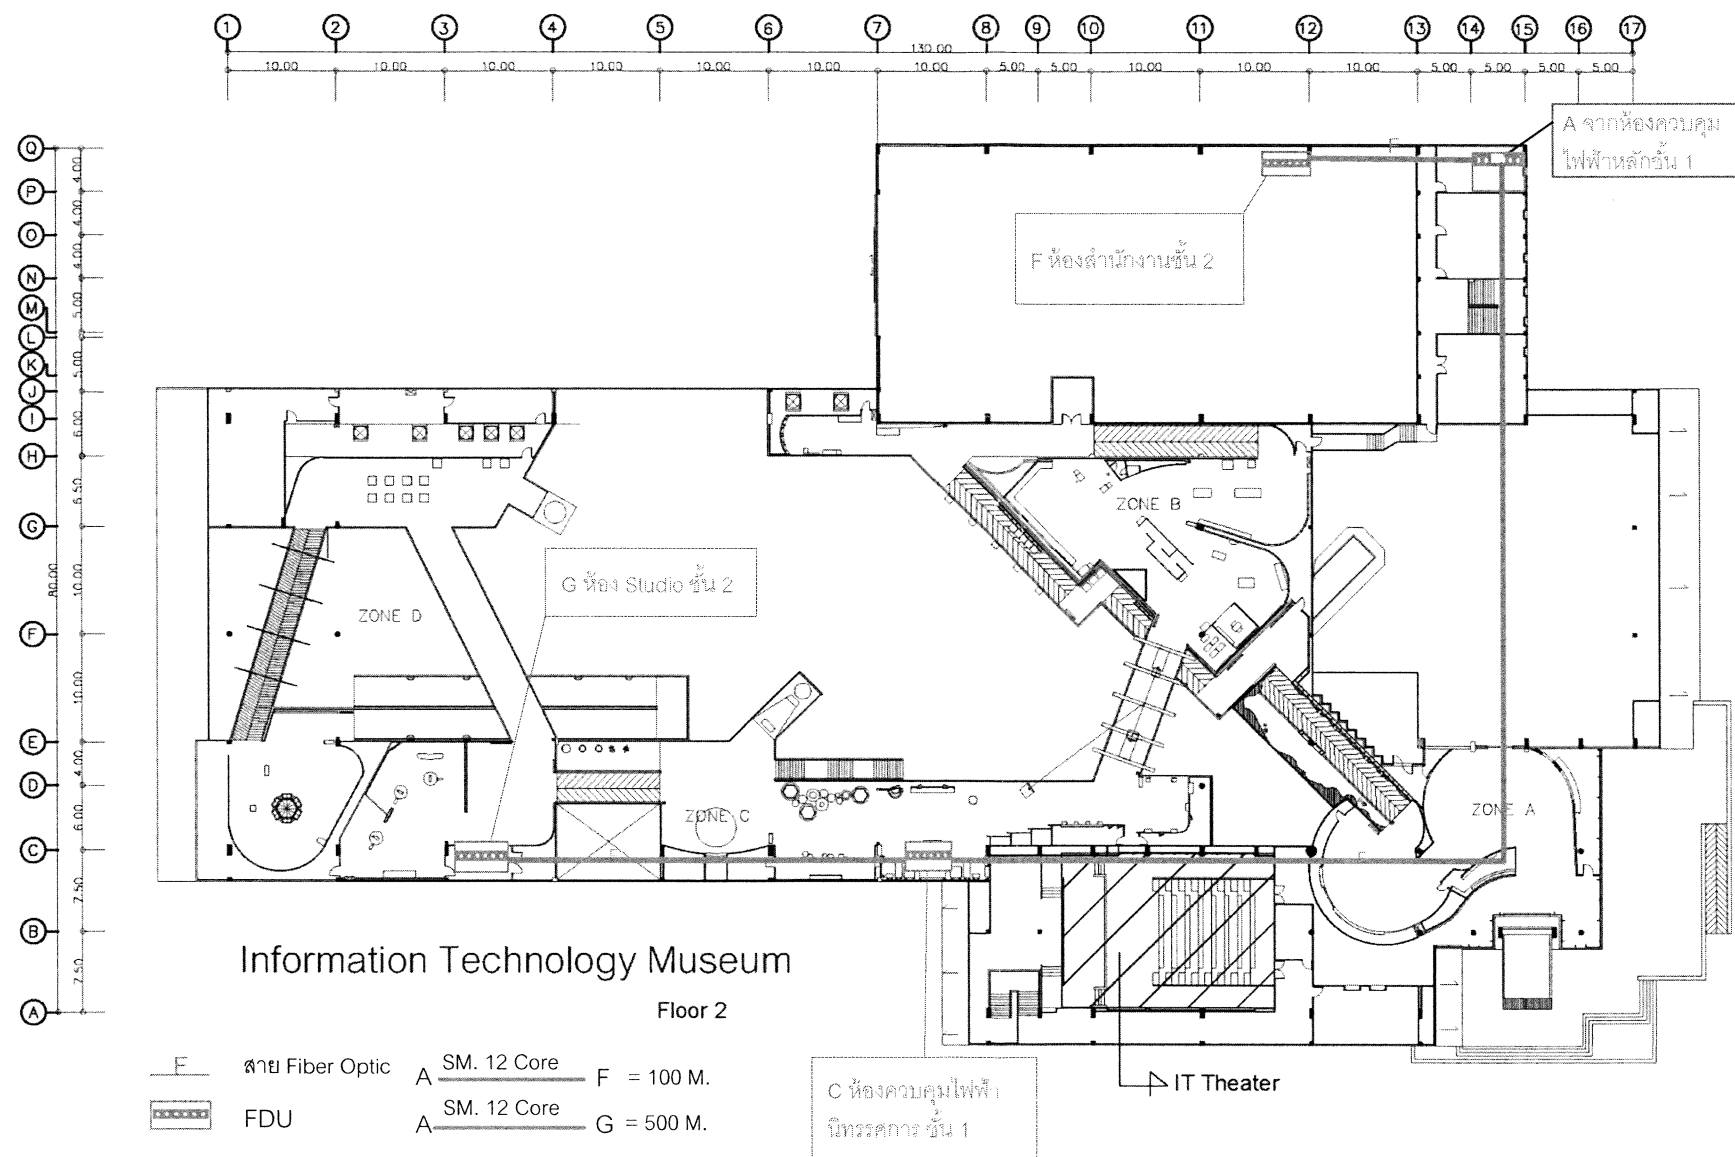 1 2 3 4 5 6 7 8 9 10 11 12 13 14 15 16 17
130.00
10.00 10.00 10.00 10.00 10.00 10.00 10.00 5.00 5.00 10.00 10.00 10.00 5.00 5.00 5.00 5.00
A จากห้องควบคุม
ไฟฟ้าหลักชั้น 1
F
Q
4.00
P
4.00
O
4.00
N
M
5.00
L
K
5.00
J
I
6.00
H
6.50
G
10.00
80.00
F
10.00
E
4.00
D
6.00
C
7.50
B
7.50
A
F ห้องสำนักงานชั้น 2
ZONE B
G ห้อง Studio ชั้น 2
ZONE D
ZONE C
ZONE A
Information Technology Museum
Floor 2
F สาย Fiber Optic
FDU
A SM. 12 Core F = 100 M.
A SM. 12 Core G = 500 M.
C ห้องควบคุมไฟฟ้า
นิทรรศการ ชั้น 1
IT Theater